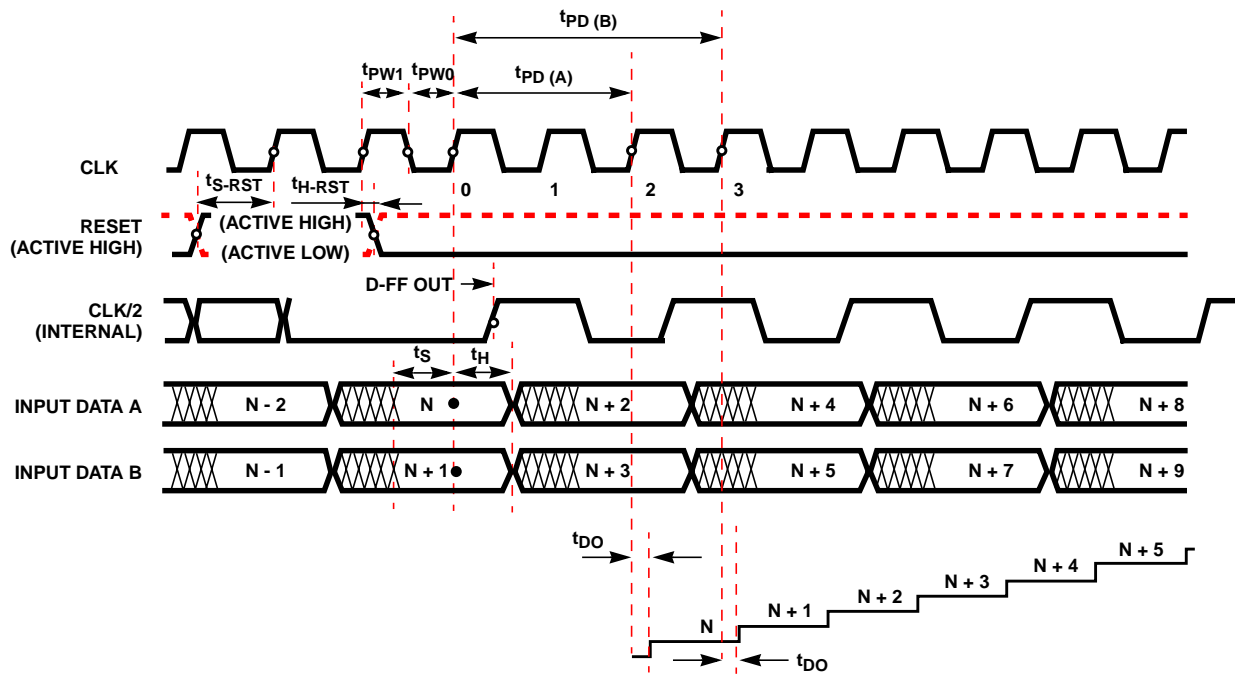 tPD (B)
tPW1 tPW0 tPD (A)
CLK
0 1 2 3
tS-RST tH-RST
RESET
(ACTIVE HIGH)
(ACTIVE HIGH)
(ACTIVE LOW)
D-FF OUT
CLK/2
(INTERNAL)
tS tH
INPUT DATA A N - 2 N N + 2 N + 4 N + 6 N + 8
INPUT DATA B N - 1 N + 1 N + 3 N + 5 N + 7 N + 9
tDO
N N + 1 N + 2 N + 3 N + 4 N + 5
tDO